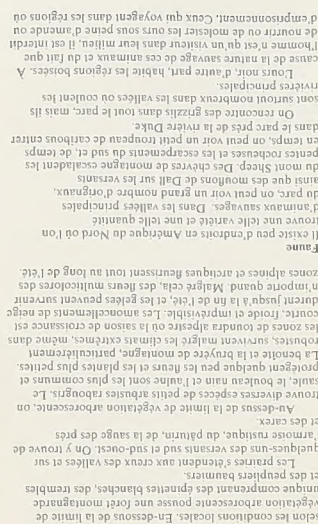 selon les conditions locales. En-dessous de la limite de
végétation arborescente pousse une forêt montagnarde
unique comprenant des épinettes blanches, des trembles
et des peupliers baumiers.
Les prairies s'étendent aux creux des vallées et sur
quelques-uns des versants sud et sud-ouest. On y trouve de
l'armoise rustique, du pâturin, de la sauge des prés
et des carex.
Au-dessus de la limite de végétation arborescente, on
trouve diverses espèces de petits arbustes rabougris. Le
saule, le bouleau nain et l'aulne sont les plus communs et
protègent quelque peu les fleurs et les plantes plus petites.
La benoîte et la bruyère de montagne, particulièrement
robustes, survivent malgré les climats extrêmes, même dans
les zones de toundra alpestre où la saison de croissance est
courte, froide et imprévisible. Les amoncellements de neige
durent jusqu'à la fin de l'été, et les gelées peuvent survenir
n'importe quand. Malgré cela, des fleurs multicolores des
zones alpines et arctiques fleurissent tout au long de l'été.
Faune
Il existe peu d'endroits en Amérique du Nord où l'on
trouve une telle variété et une telle quantité
d'animaux sauvages. Dans les vallées principales
du parc, on peut voir un grand nombre d'orignaux,
ainsi que des mouflons de Dall sur les versants
du mont Sheep. Des chèvres de montagne escaladent les
pentes rocheuses et les escarpements du sud et, de temps
en temps, on peut voir un petit troupeau de caribous entrer
dans le parc près de la rivière Duke.
On rencontre des grizzlis dans tout le parc, mais ils
sont surtout nombreux dans les vallées où coulent les
rivières principales.
L'ours noir, d'autre part, habite les régions boisées. À
cause de la nature sauvage de ces animaux et du fait que
l'homme n'est qu'un visiteur dans leur milieu, il est interdit
de nourrir ou de molester les ours sous peine d'amende ou
d'emprisonnement. Ceux qui voyagent dans les régions où